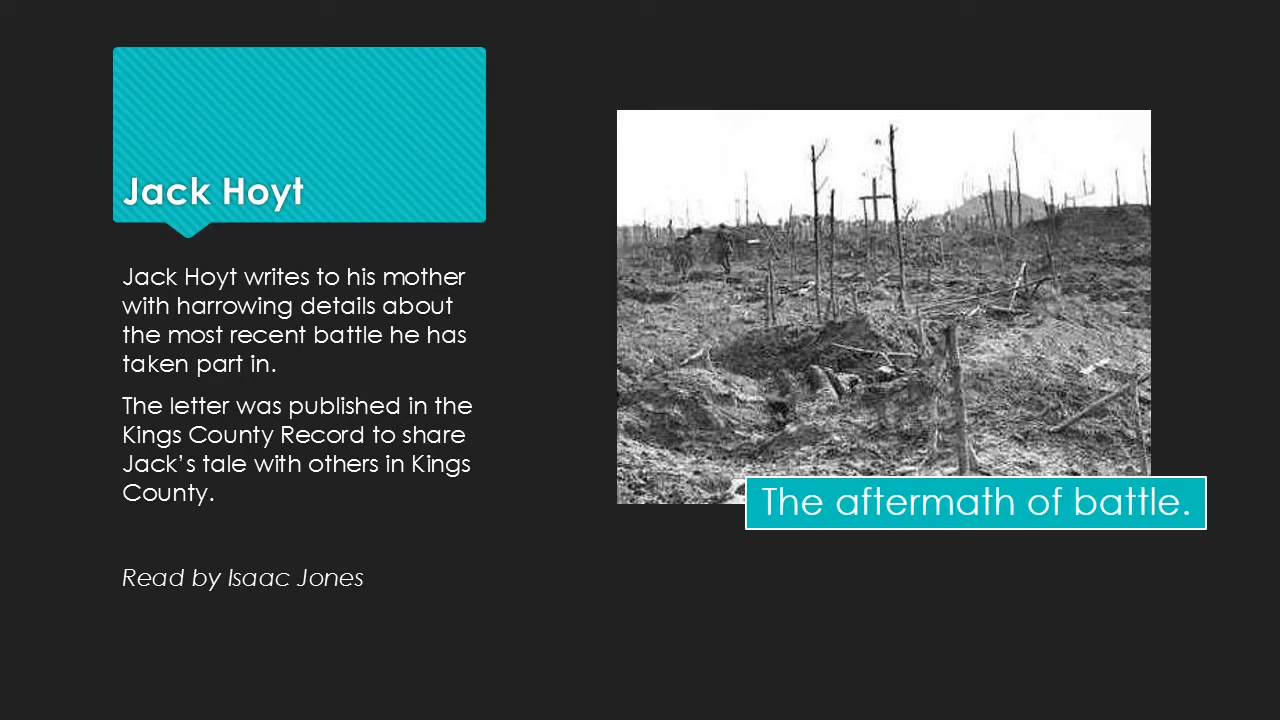 Jack Hoyt
Jack Hoyt writes to his mother
with harrowing details about
the most recent battle he has
taken part in.
The letter was published in the
Kings County Record to share
Jack’s tale with others in Kings
County.
Read by Isaac Jones
The aftermath of battle.